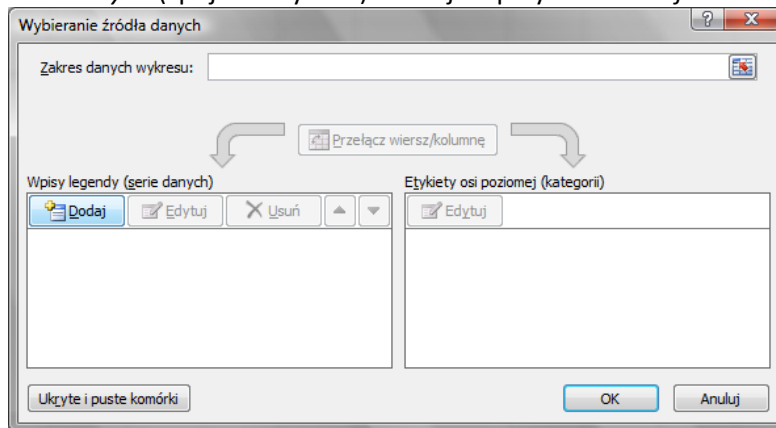 Wybieranie źródła danych
Zakres danych wykresu:
Przełącz wiersz/kolumnę
Wpisy legendy (serie danych)
Etykiety osi poziomej (kategorii)
Dodaj Edytuj Usuń
Edytuj
Ukryte i puste komórki
OK Anuluj